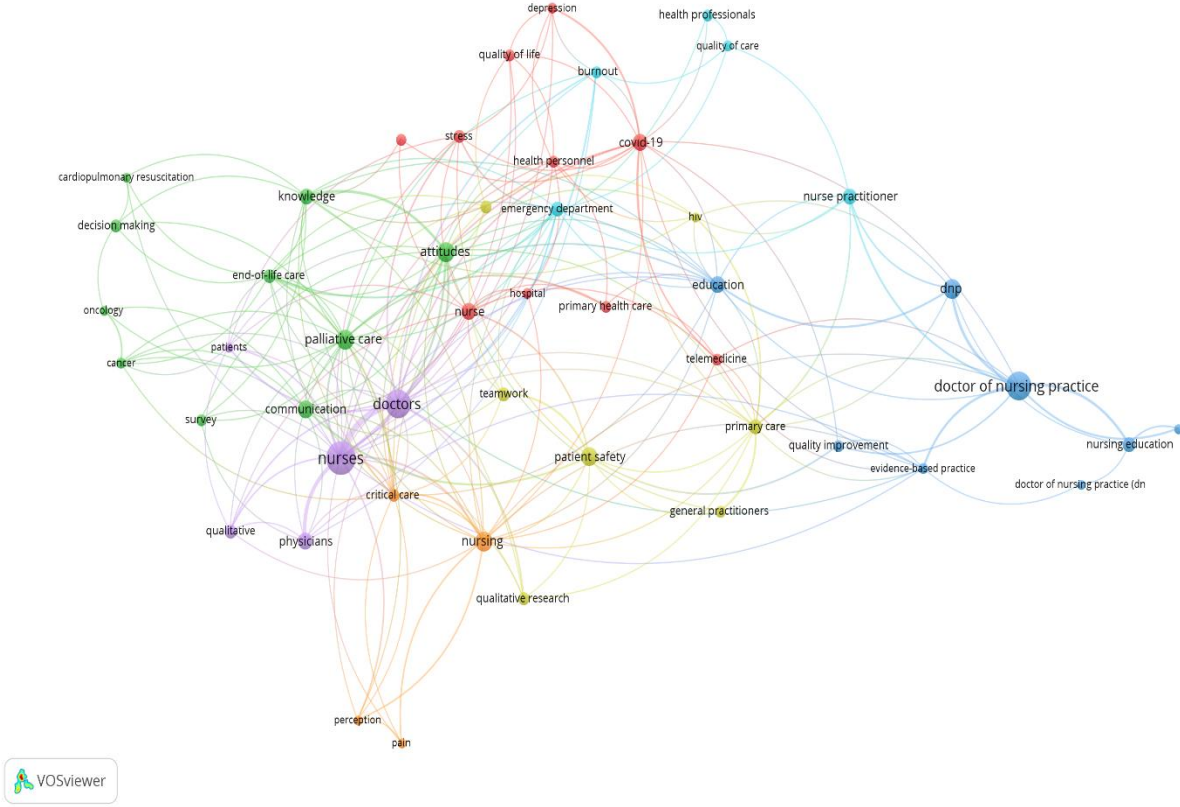 depression
health professionals
quality of care
quality of life
burnout
stress
covid-19
health personnel
cardiopulmonary resuscitation
knowledge
nurse practitioner
emergency department
hiv
decision making
attitudes
end-of-life care
education
dnp
hospital
primary health care
oncology
nurse
palliative care
patients
telemedicine
cancer
doctor of nursing practice
teamwork
doctors
communication
survey
primary care
quality improvement
nursing education
nurses
patient safety
evidence-based practice
doctor of nursing practice (dn
critical care
general practitioners
qualitative
physicians
nursing
qualitative research
perception
pain
VOSviewer